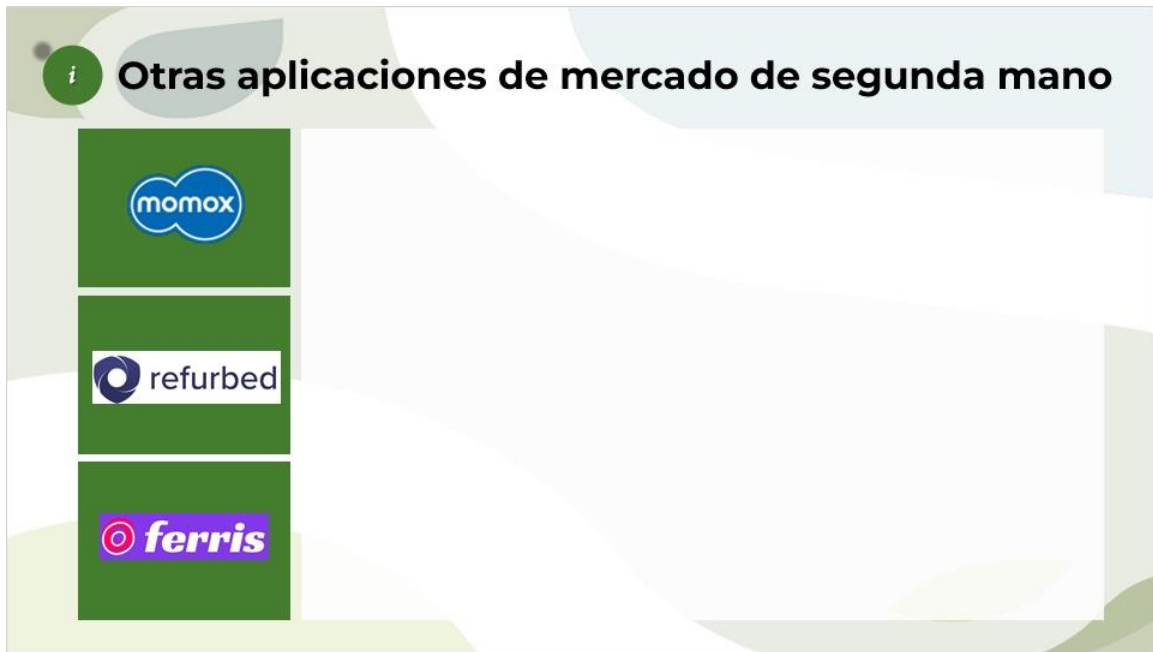 i
Otras aplicaciones de mercado de segunda mano
momox
refurbed
ferris